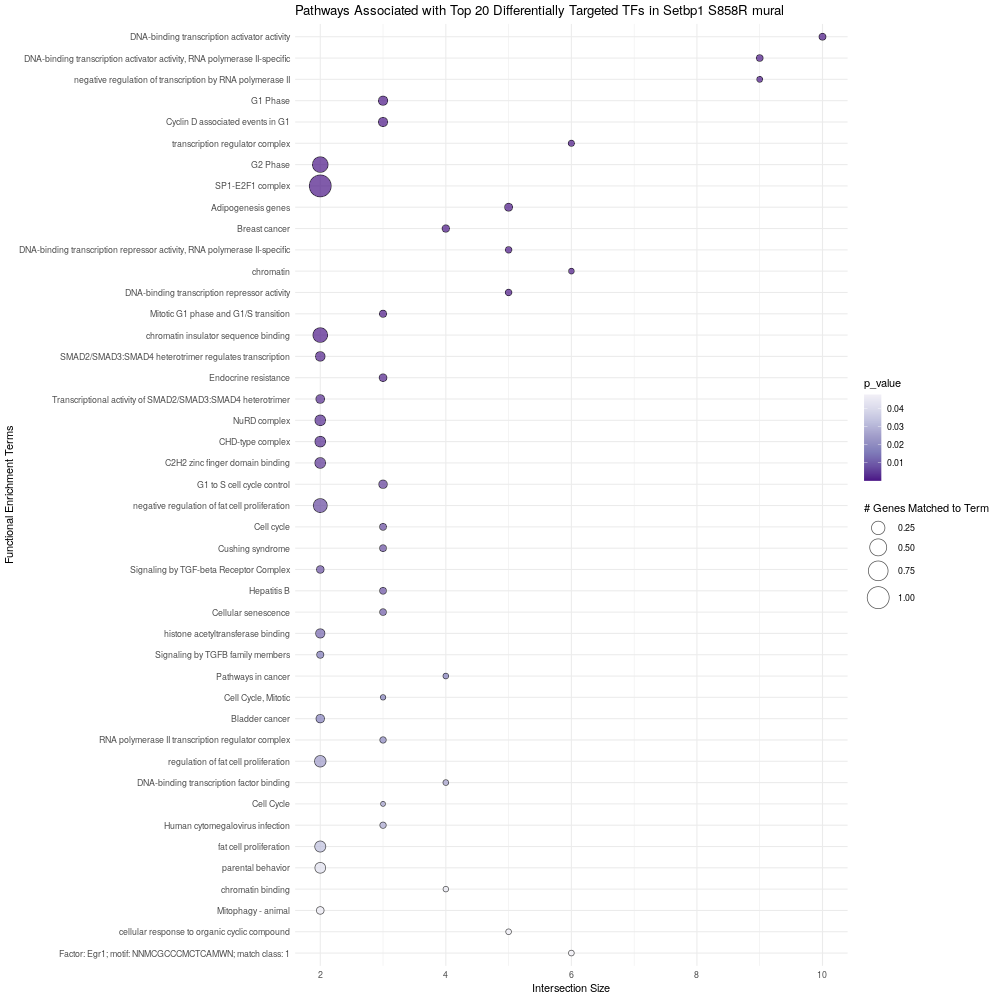 Pathways Associated with Top 20 Differentially Targeted TFs in Setbp1 S858R mural
Functional Enrichment Terms
DNA-binding transcription activator activity
DNA-binding transcription activator activity, RNA polymerase II-specific
negative regulation of transcription by RNA polymerase II
G1 Phase
Cyclin D associated events in G1
transcription regulator complex
G2 Phase
SP1-E2F1 complex
Adipogenesis genes
Breast cancer
DNA-binding transcription repressor activity, RNA polymerase II-specific
chromatin
DNA-binding transcription repressor activity
Mitotic G1 phase and G1/S transition
chromatin insulator sequence binding
SMAD2/SMAD3:SMAD4 heterotrimer regulates transcription
Endocrine resistance
Transcriptional activity of SMAD2/SMAD3:SMAD4 heterotrimer
NuRD complex
CHD-type complex
C2H2 zinc finger domain binding
G1 to S cell cycle control
negative regulation of fat cell proliferation
Cell cycle
Cushing syndrome
Signaling by TGF-beta Receptor Complex
Hepatitis B
Cellular senescence
histone acetyltransferase binding
Signaling by TGFB family members
Pathways in cancer
Cell Cycle, Mitotic
Bladder cancer
RNA polymerase II transcription regulator complex
regulation of fat cell proliferation
DNA-binding transcription factor binding
Cell Cycle
Human cytomegalovirus infection
fat cell proliferation
parental behavior
chromatin binding
Mitophagy - animal
cellular response to organic cyclic compound
Factor: Egr1; motif: NNMCGCCCMCTCAMWN; match class: 1
2
4
6
8
10
Intersection Size
p_value
0.04
0.03
0.02
0.01
# Genes Matched to Term
0.25
0.50
0.75
1.00